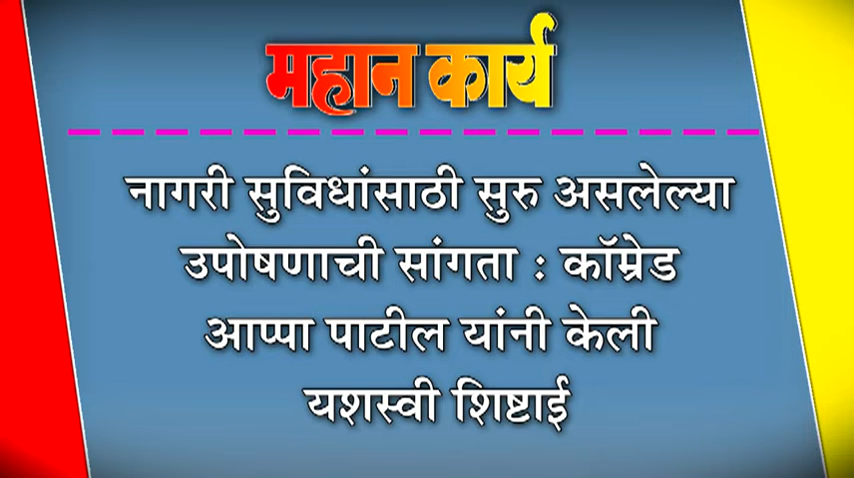 महान कार्य
नागरी सुविधांसाठी सुरु असलेल्या
उपोषणाची सांगता : कॉम्रेड
आप्पा पाटील यांनी केली
यशस्वी शिष्टाई